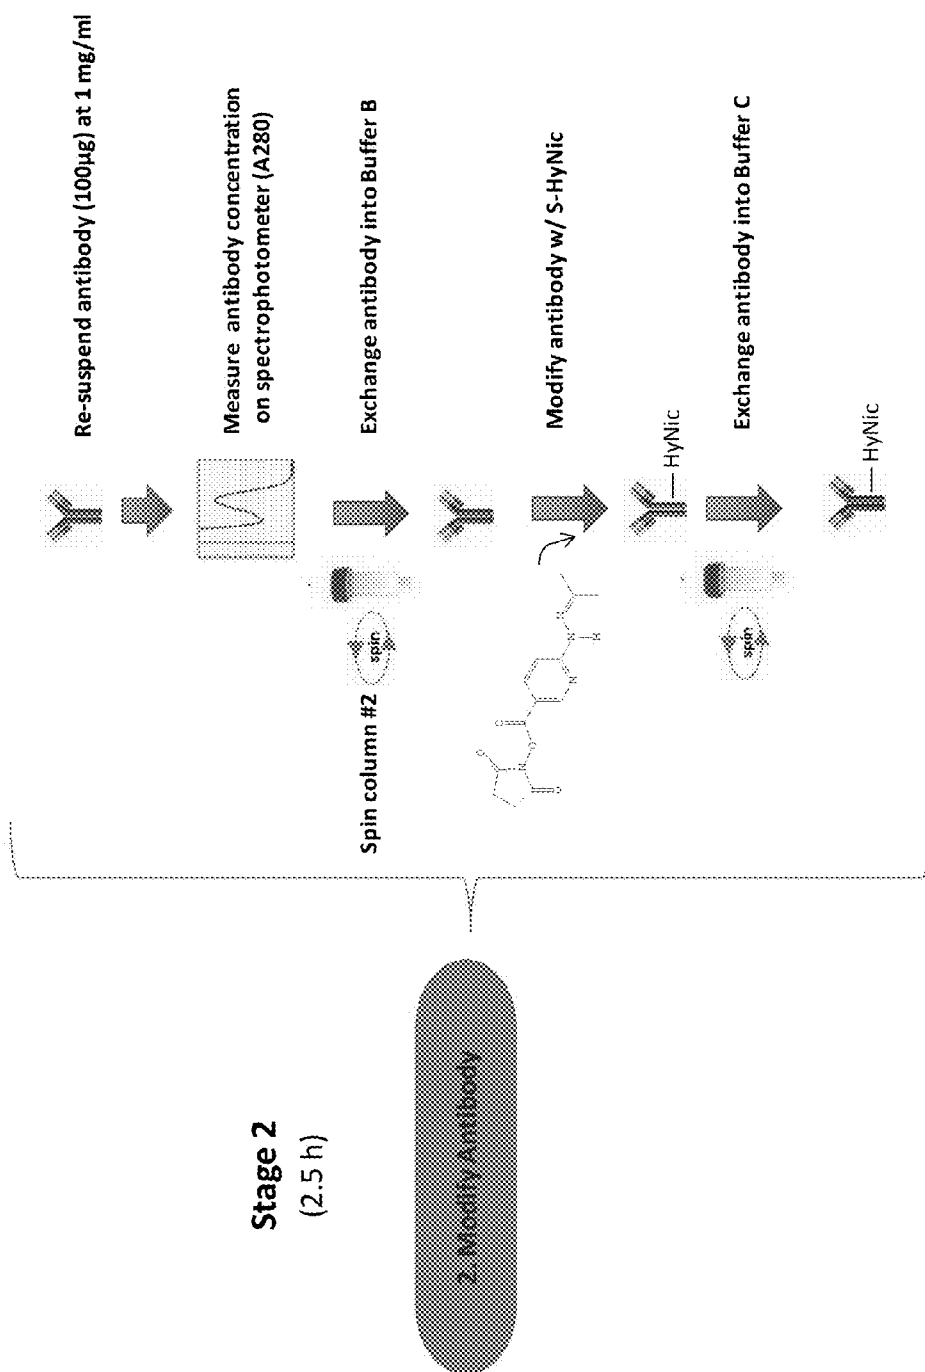 Stage 2
(2.5 h)
2. Modify Antibody
Re-suspend antibody (100µg) at 1 mg/ml
Measure antibody concentration
on spectrophotometer (A280)
Spin column #2
spin
Exchange antibody into Buffer B
Modify antibody w/ S-HyNic
O
O
N
O
O
N
N
H
N
HyNic
spin
Exchange antibody into Buffer C
HyNic